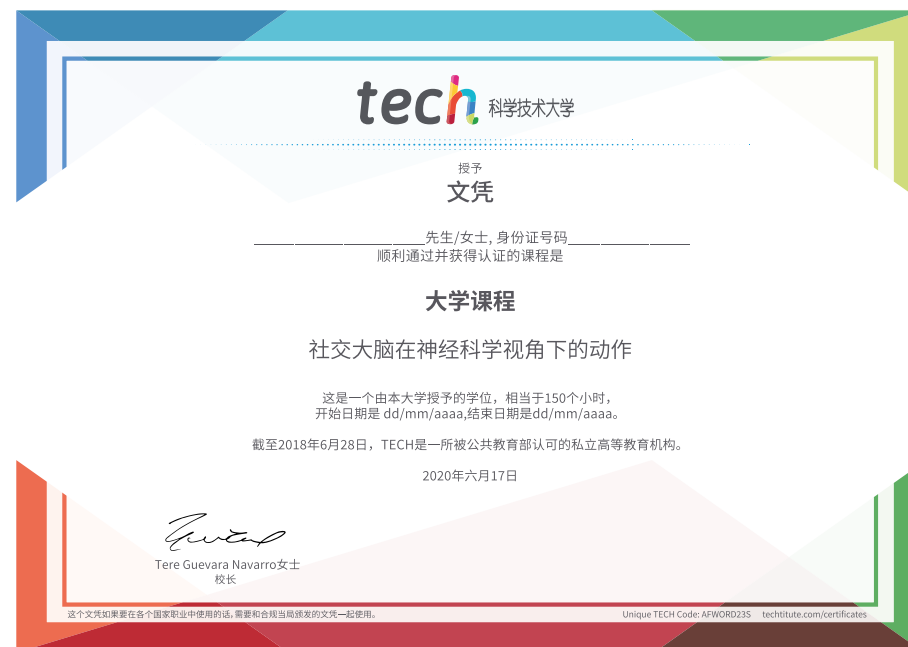 tech 科学技术大学
授予
文凭
先生/女士, 身份证号码
顺利通过并获得认证的课程是
大学课程
社交大脑在神经科学视角下的动作
这是一个由本大学授予的学位，相当于150个小时，
开始日期是 dd/mm/aaaa,结束日期是dd/mm/aaaa。
截至2018年6月28日，TECH是一所被公共教育部认可的私立高等教育机构。
2020年六月17日
Tere Guevara Navarro女士
校长
这个文凭如果要在各个国家职业中使用的话,需要和合规当局颁发的文凭一起使用。
Unique TECH Code: AFWORD23S techtitute.com/certificates